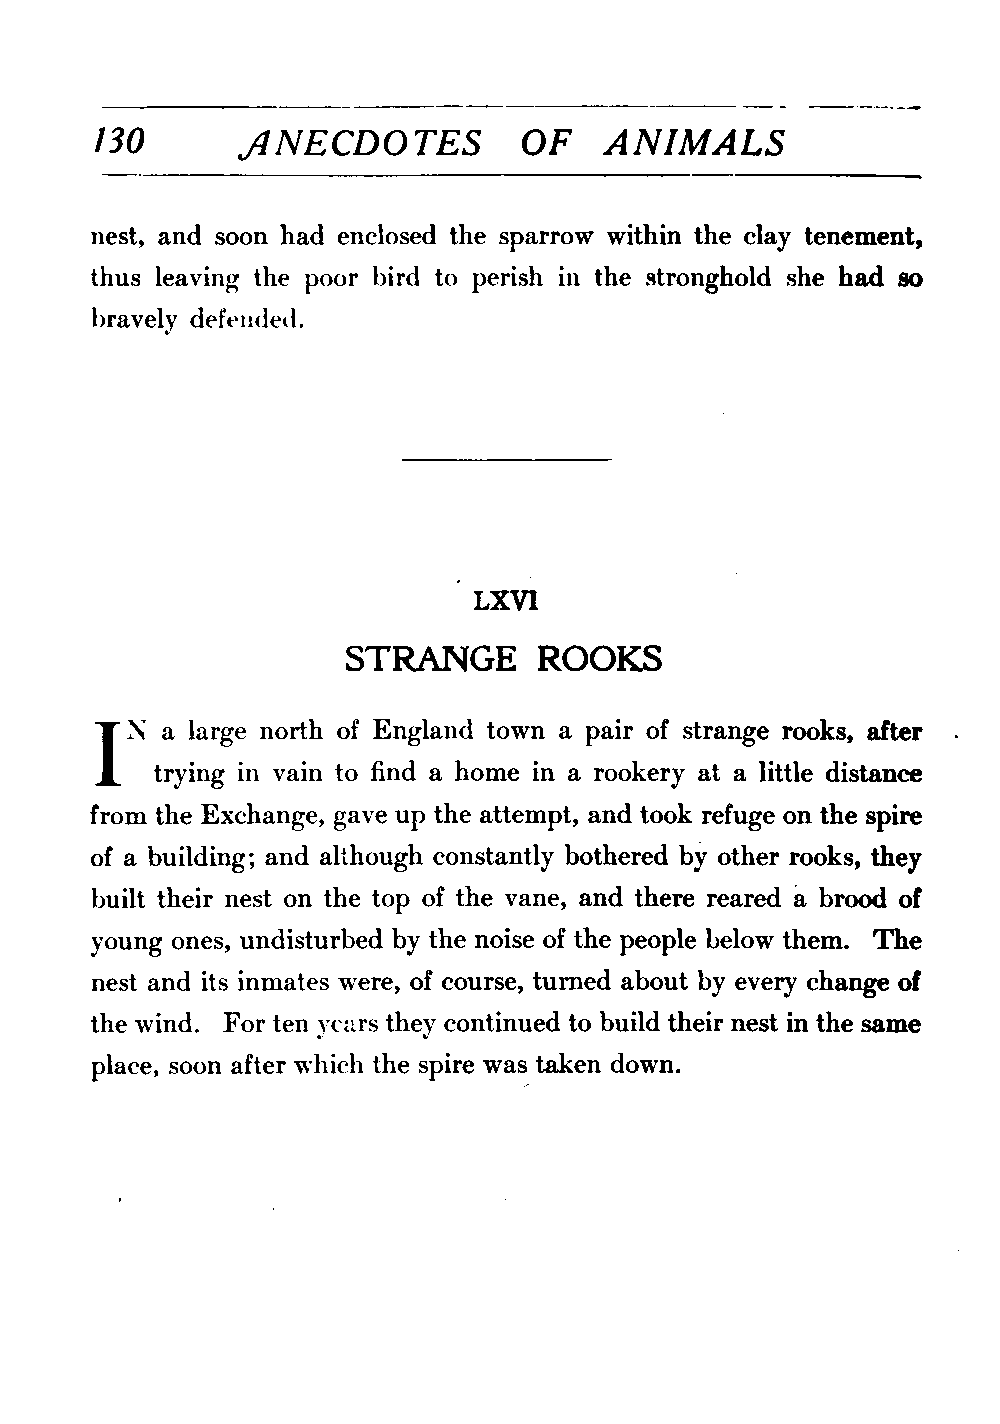 130 ANECDOTES OF ANIMALS
nest, and soon had enclosed the sparrow within the clay tenement,
thus leaving the poor bird to perish in the stronghold she had so
bravely defended.
LXVI
STRANGE ROOKS
IN a large north of England town a pair of strange rooks, after
trying in vain to find a home in a rookery at a little distance
from the Exchange, gave up the attempt, and took refuge on the spire
of a building; and although constantly bothered by other rooks, they
built their nest on the top of the vane, and there reared a brood of
young ones, undisturbed by the noise of the people below them. The
nest and its inmates were, of course, turned about by every change of
the wind. For ten years they continued to build their nest in the same
place, soon after which the spire was taken down.